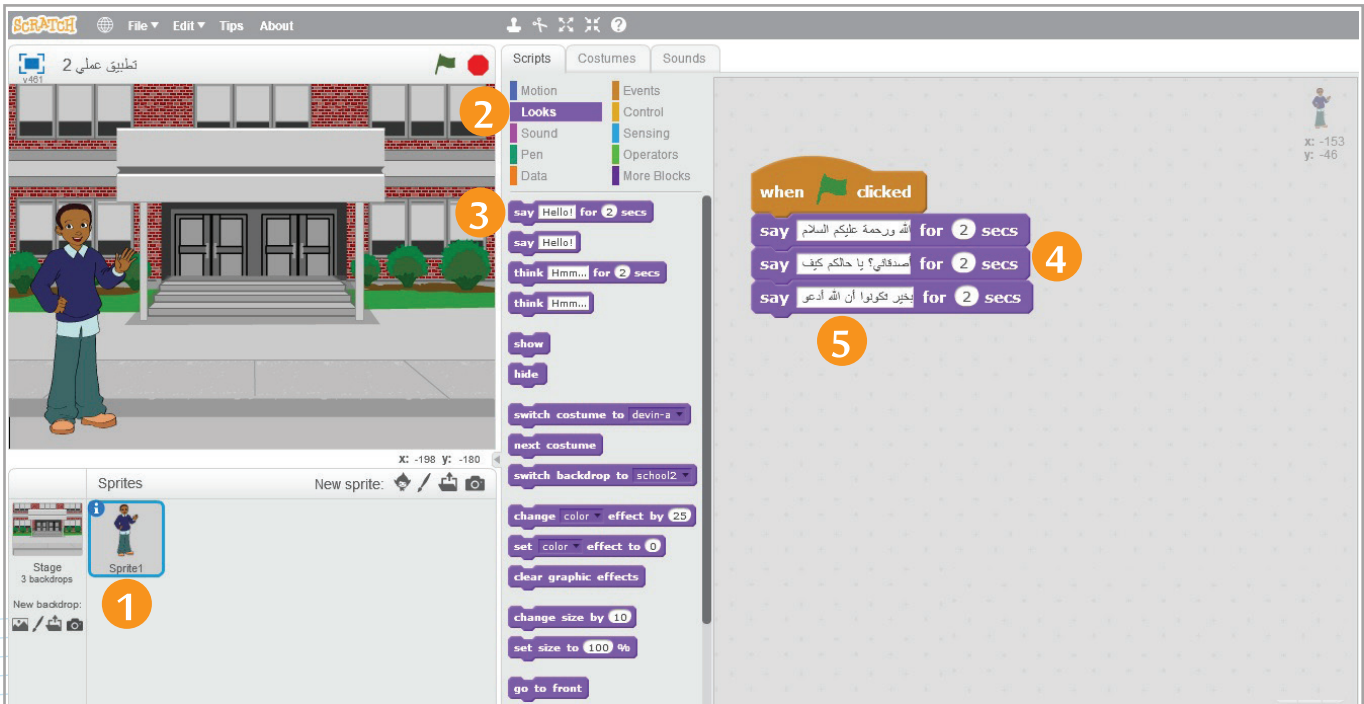 SCRATCH File Edit Tips About
v461 تطبيق عملي 2
Scripts Costumes Sounds
Motion Events
2 Looks Control
Sound Sensing
Pen Operators
Data More Blocks
3 say Hello! for 2 secs
say Hello!
think Hmm... for 2 secs
think Hmm...
show
hide
switch costume to devin-a
next costume
switch backdrop to school2
change color effect by 25
set color effect to 0
clear graphic effects
change size by 10
set size to 100 %
go to front
x: -153
y: -46
when clicked
say الله ورحمة عليكم السلام for 2 secs
say أصدقائي؟ يا حالكم كيف for 2 secs 4
say بخير تكونوا أن الله أدعو for 2 secs
5
X: -198 y: -180
Sprites New sprite:
Stage
3 backdrops
Sprite1
New backdrop:
1